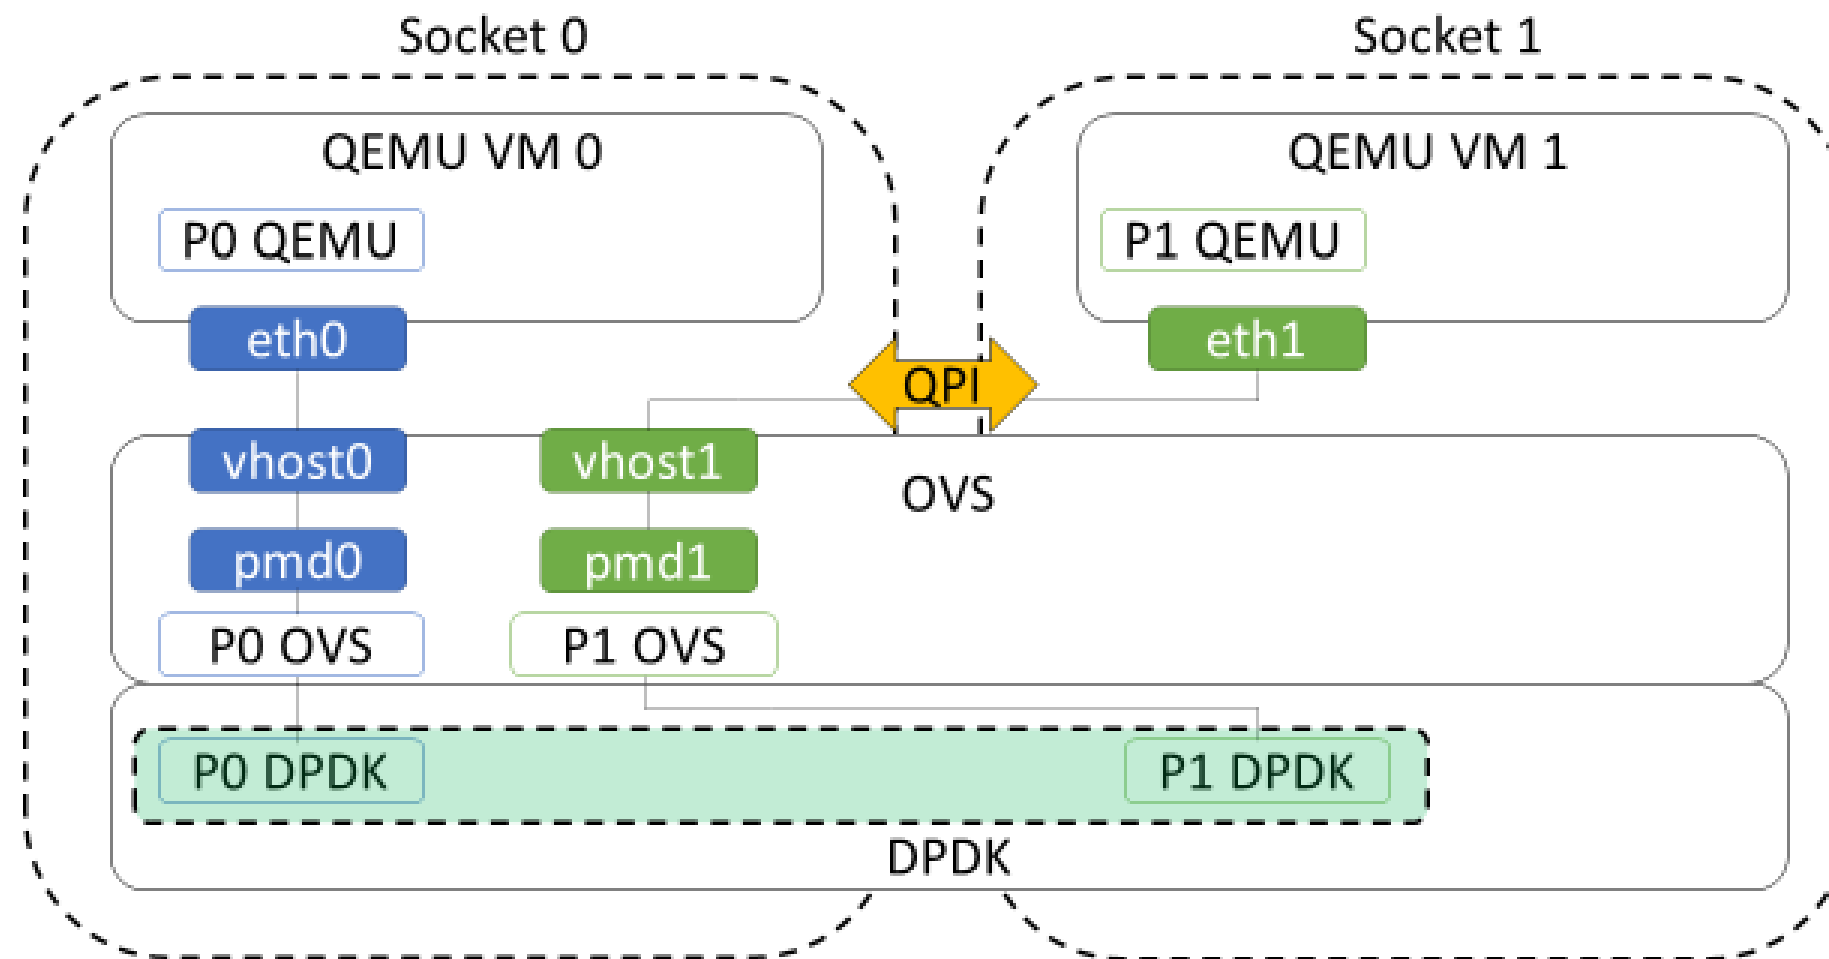 Socket 0
Socket 1
QEMU VM 0
QEMU VM 1
P0 QEMU
P1 QEMU
eth0
eth1
QPI
vhost0
vhost1
OVS
pmd0
pmd1
P0 OVS
P1 OVS
P0 DPDK
P1 DPDK
DPDK